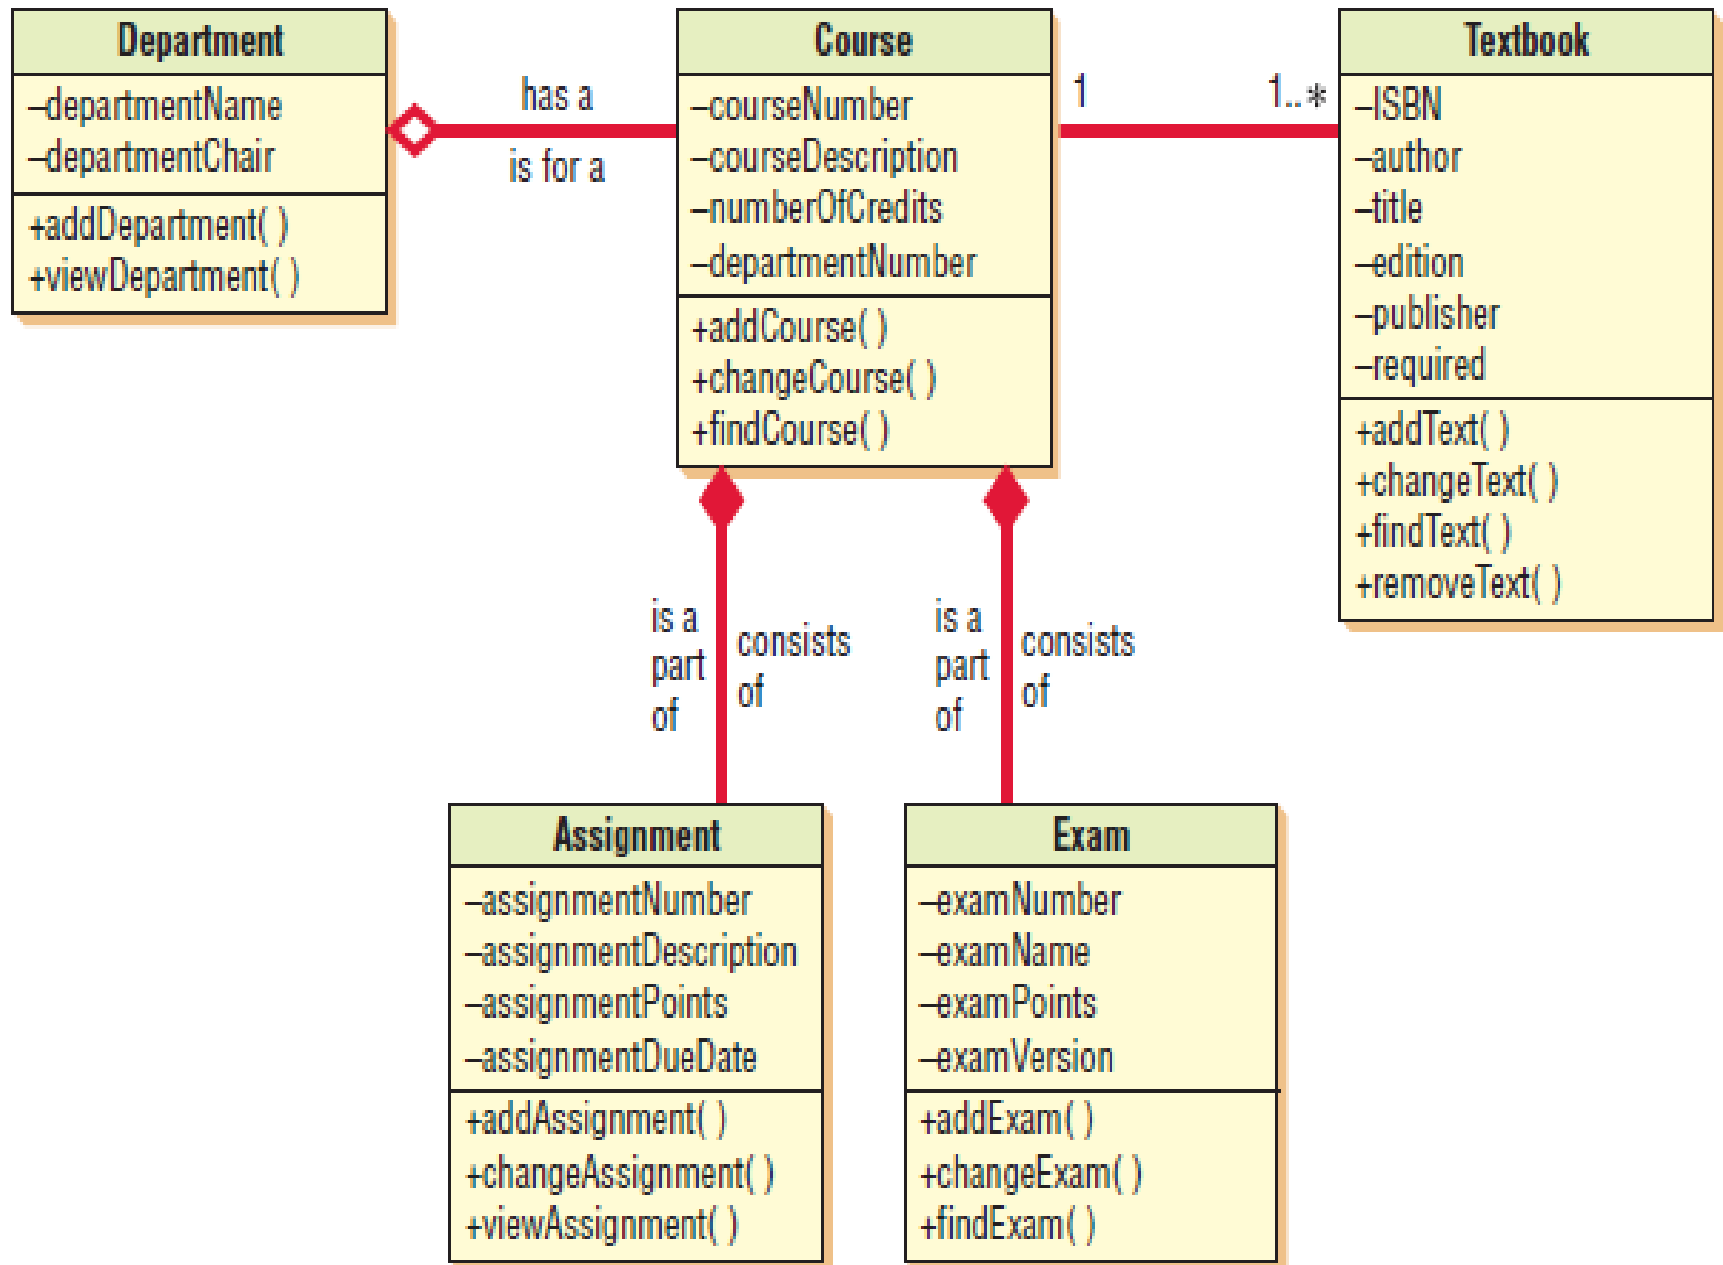 Department
–departmentName
–departmentChair
+addDepartment( )
+viewDepartment( )
has a
is for a
Course
–courseNumber
–courseDescription
–numberOfCredits
–departmentNumber
+addCourse( )
+changeCourse( )
+findCourse( )
1
1..*
Textbook
–ISBN
–author
–title
–edition
–publisher
–required
+addText( )
+changeText( )
+findText( )
+removeText( )
is a
part
of
consists
of
is a
part
of
consists
of
Assignment
–assignmentNumber
–assignmentDescription
–assignmentPoints
–assignmentDueDate
+addAssignment( )
+changeAssignment( )
+viewAssignment( )
Exam
–examNumber
–examName
–examPoints
–examVersion
+addExam( )
+changeExam( )
+findExam( )